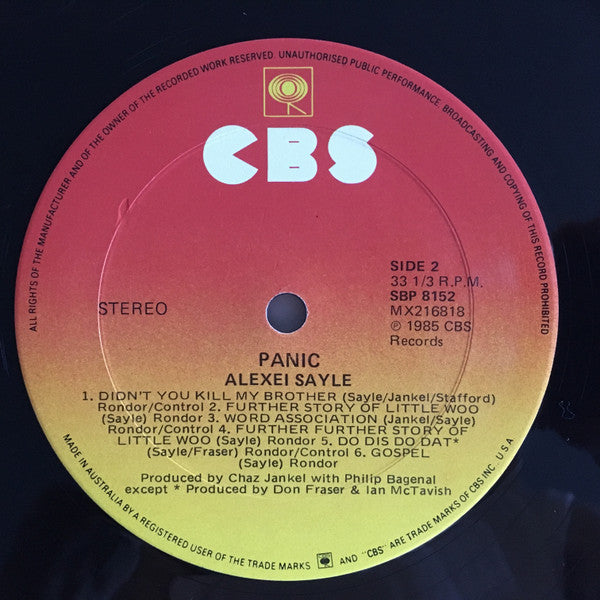 ALL RIGHTS OF THE MANUFACTURER AND OF THE OWNER OF THE RECORDED WORK RESERVED. UNAUTHORISED PUBLIC PERFORMANCE, BROADCASTING AND COPYING OF THIS RECORD PROHIBITED
CBS
STEREO
SIDE 2
33 1/3 R.P.M.
SBP 8152
MX216818
℗ 1985 CBS
Records
PANIC
ALEXEI SAYLE
1. DIDN'T YOU KILL MY BROTHER (Sayle/Jankel/Stafford)
Rondor/Control 2. FURTHER STORY OF LITTLE WOO
(Sayle) Rondor 3. WORD ASSOCIATION (Jankel/Sayle)
Rondor/Control 4. FURTHER FURTHER STORY OF
LITTLE WOO (Sayle) Rondor 5. DO DIS DO DAT*
(Sayle/Fraser) Rondor/Control 6. GOSPEL
(Sayle) Rondor
Produced by Chaz Jankel with Philip Bagenal
except * Produced by Don Fraser & Ian McTavish
MADE IN AUSTRALIA BY A REGISTERED USER OF THE TRADE MARKS AND "CBS" ARE TRADE MARKS OF CBS INC. U.S.A.